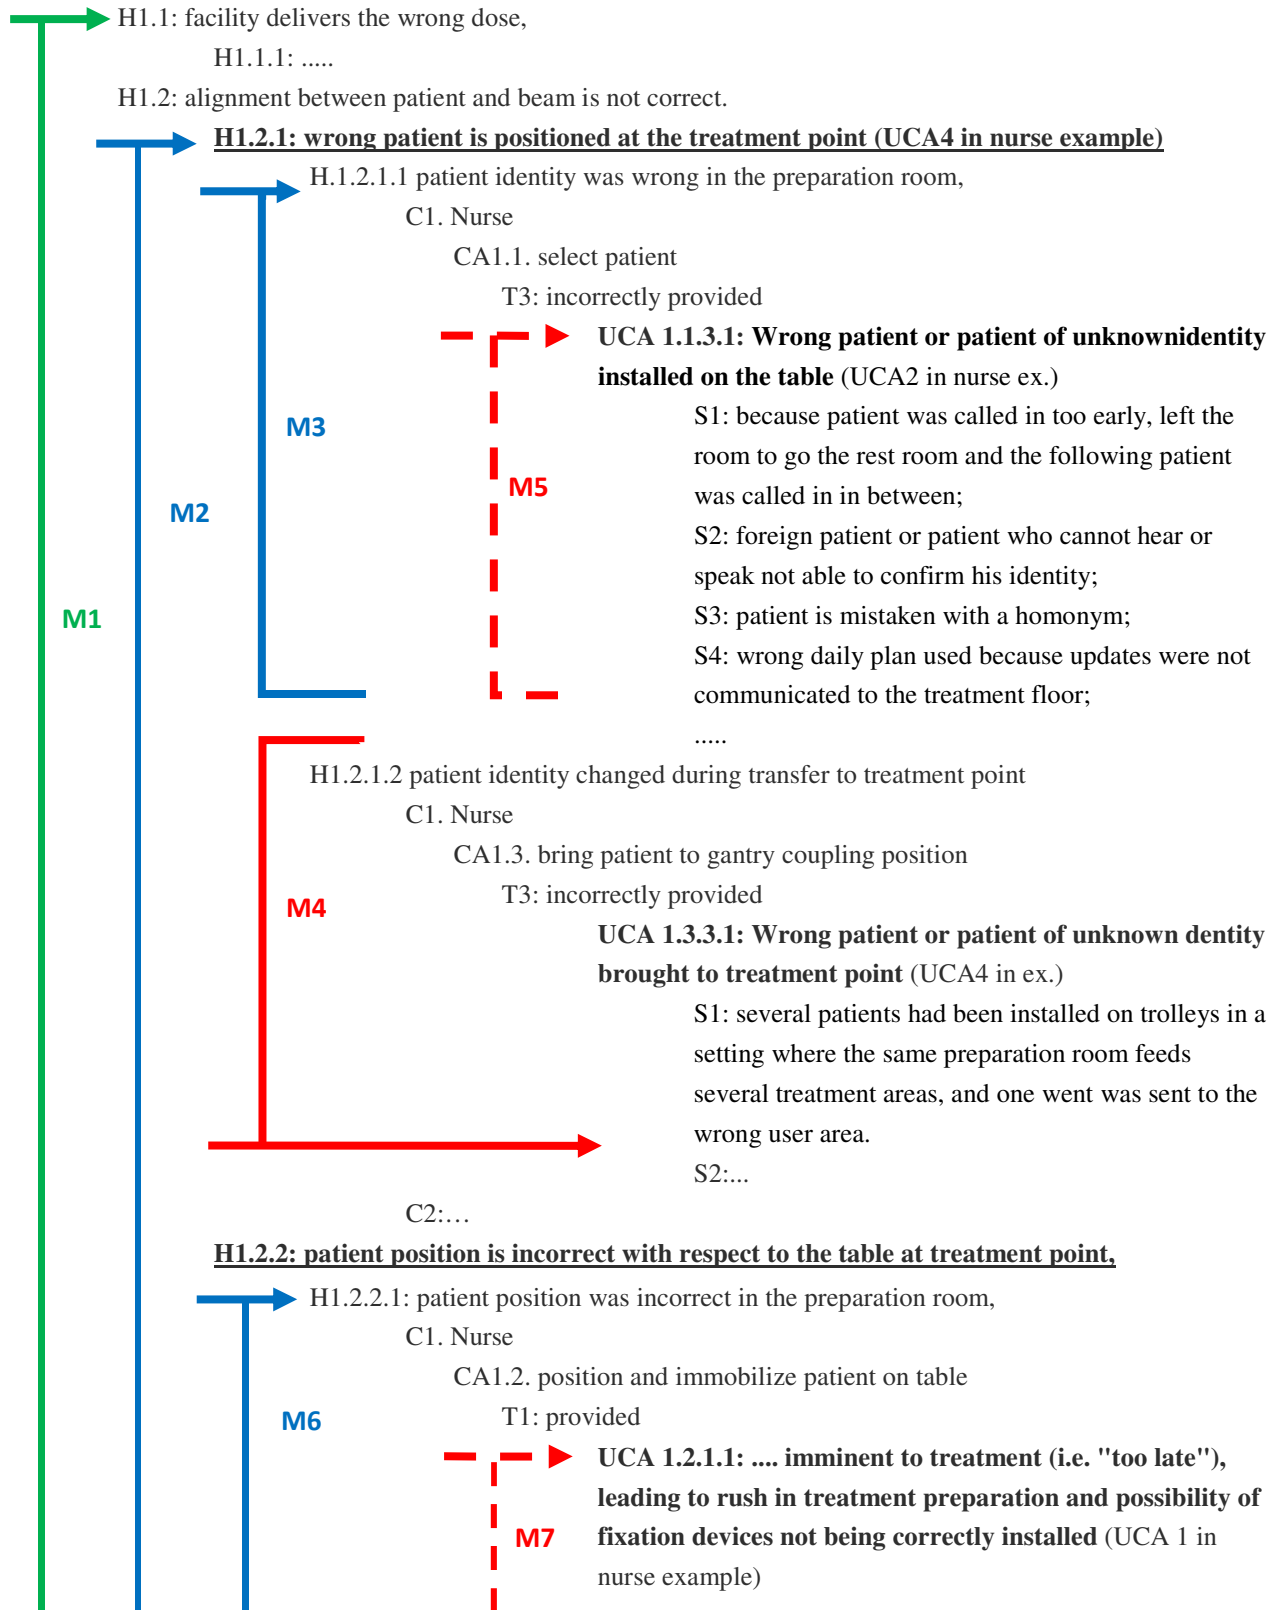 H1.1: facility delivers the wrong dose,
H1.1.1: .....
H1.2: alignment between patient and beam is not correct.
H1.2.1: wrong patient is positioned at the treatment point (UCA4 in nurse example)
H.1.2.1.1 patient identity was wrong in the preparation room,
C1. Nurse
CA1.1. select patient
T3: incorrectly provided
UCA 1.1.3.1: Wrong patient or patient of unknownidentity
installed on the table (UCA2 in nurse ex.)
S1: because patient was called in too early, left the
M3
room to go the rest room and the following patient
M5
was called in in between;
M2
S2: foreign patient or patient who cannot hear or
speak not able to confirm his identity;
M1
S3: patient is mistaken with a homonym;
S4: wrong daily plan used because updates were not
communicated to the treatment floor;
.....
H1.2.1.2 patient identity changed during transfer to treatment point
C1. Nurse
CA1.3. bring patient to gantry coupling position
M4
T3: incorrectly provided
UCA 1.3.3.1: Wrong patient or patient of unknown dentity
brought to treatment point (UCA4 in ex.)
S1: several patients had been installed on trolleys in a
setting where the same preparation room feeds
several treatment areas, and one went was sent to the
wrong user area.
S2:...
C2:…
H1.2.2: patient position is incorrect with respect to the table at treatment point,
H1.2.2.1: patient position was incorrect in the preparation room,
C1. Nurse
CA1.2. position and immobilize patient on table
M6
T1: provided
UCA 1.2.1.1: .... imminent to treatment (i.e. "too late"),
leading to rush in treatment preparation and possibility of
M7
fixation devices not being correctly installed (UCA 1 in
nurse example)